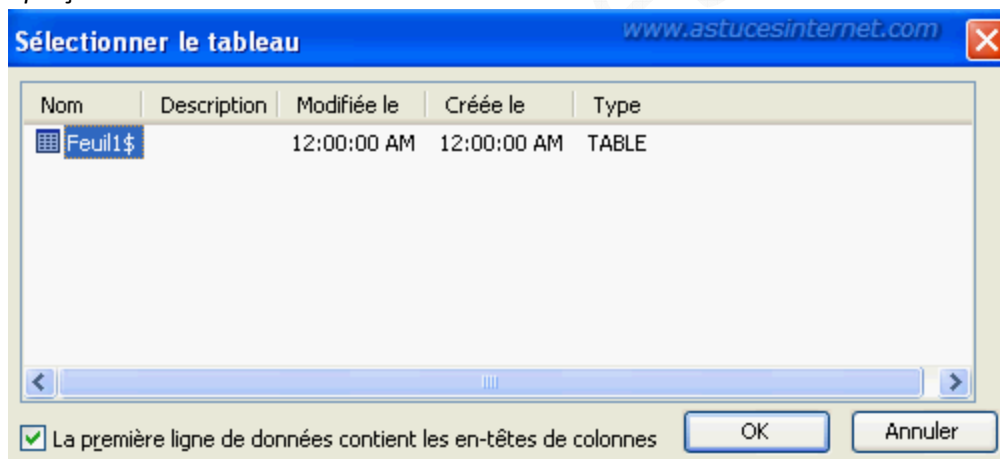 Sélectionner le tableau www.astucesinternet.com
Nom Description Modifiée le Créée le Type
Feuil1$ 12:00:00 AM 12:00:00 AM TABLE
La première ligne de données contient les en-têtes de colonnes OK Annuler